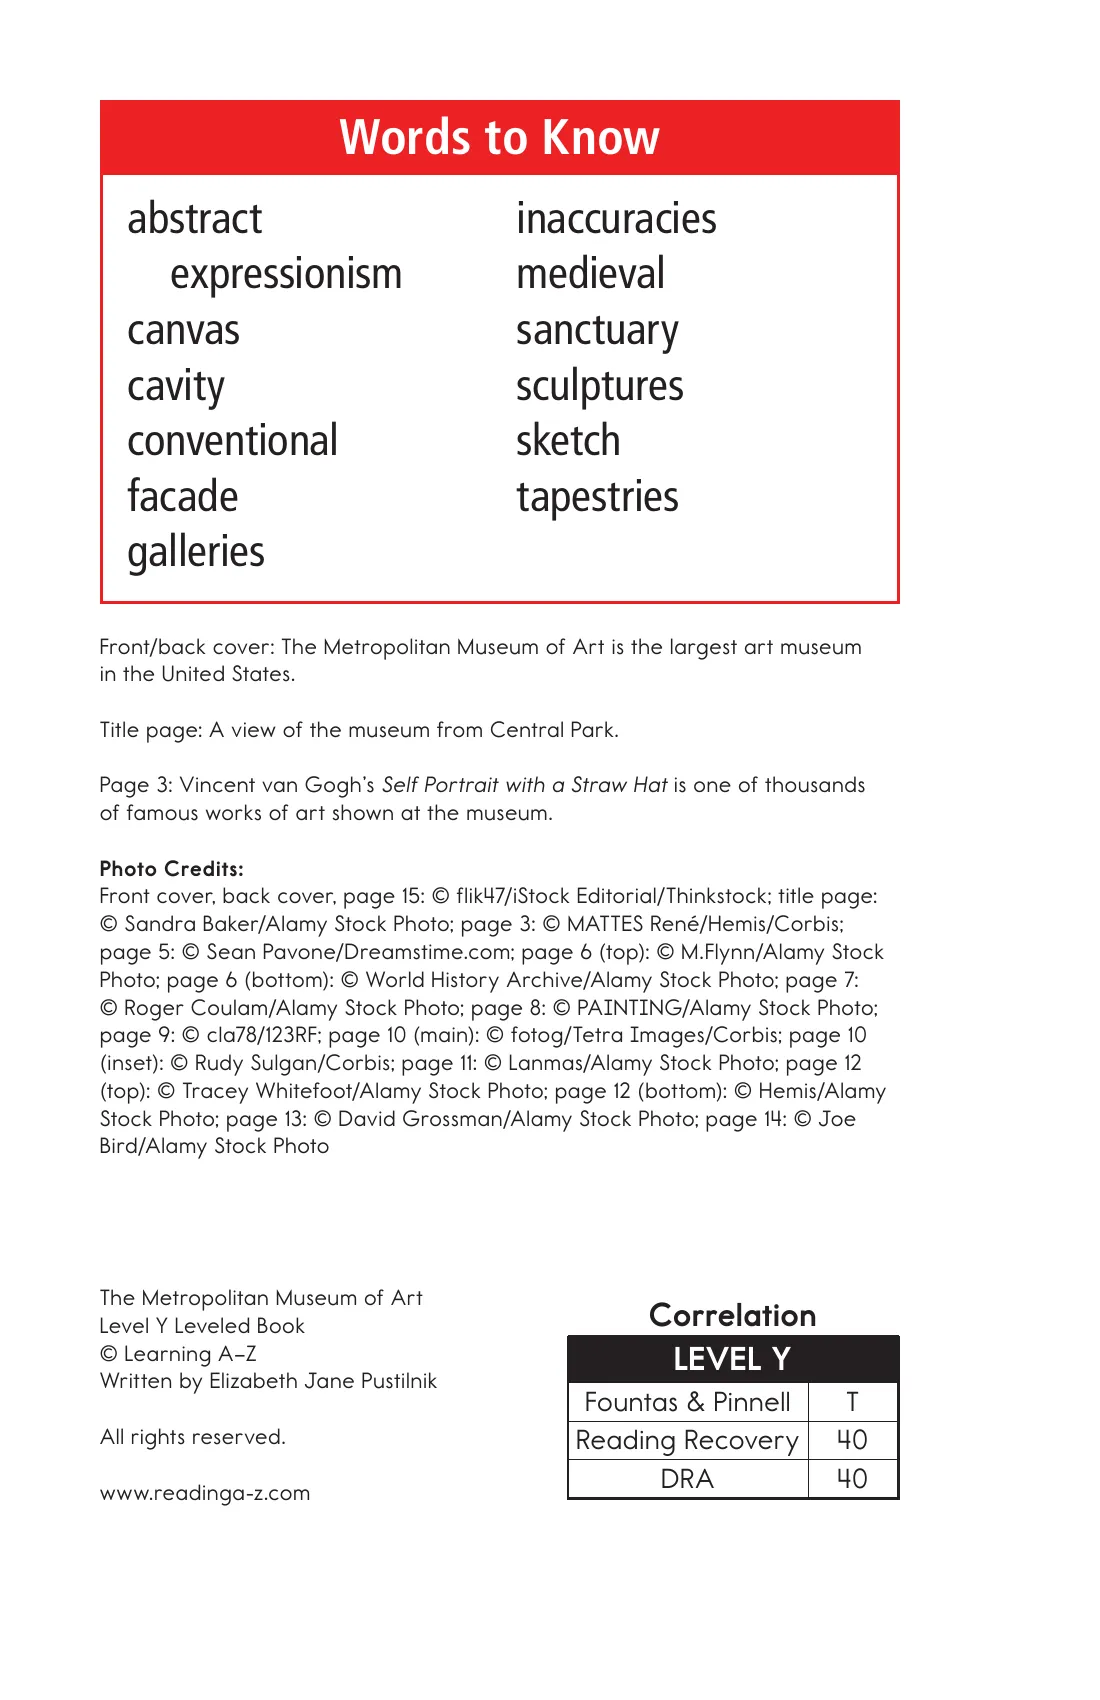 Words to Know
abstract
expressionism
canvas
cavity
conventional
facade
galleries
inaccuracies
medieval
sanctuary
sculptures
sketch
tapestries
Front/back cover: The Metropolitan Museum of Art is the largest art museum
in the United States.
Title page: A view of the museum from Central Park.
Page 3: Vincent van Gogh's Self Portrait with a Straw Hat is one of thousands
of famous works of art shown at the museum.
Photo Credits:
Front cover, back cover, page 15: © flik47/iStock Editorial/Thinkstock; title page:
© Sandra Baker/Alamy Stock Photo; page 3: © MATTES René/Hemis/Corbis;
page 5: © Sean Pavone/Dreamstime.com; page 6 (top): © M.Flynn/Alamy Stock
Photo; page 6 (bottom): © World History Archive/Alamy Stock Photo; page 7:
© Roger Coulam/Alamy Stock Photo; page 8: © PAINTING/Alamy Stock Photo;
page 9: © cla78/123RF; page 10 (main): © fotog/Tetra Images/Corbis; page 10
(inset): © Rudy Sulgan/Corbis; page 11: © Lanmas/Alamy Stock Photo; page 12
(top): © Tracey Whitefoot/Alamy Stock Photo; page 12 (bottom): © Hemis/Alamy
Stock Photo; page 13: © David Grossman/Alamy Stock Photo; page 14: © Joe
Bird/Alamy Stock Photo
The Metropolitan Museum of Art
Level Y Leveled Book
© Learning A–Z
Written by Elizabeth Jane Pustilnik
All rights reserved.
www.readinga-z.com
Correlation
LEVEL Y
Fountas & Pinnell T
Reading Recovery 40
DRA 40